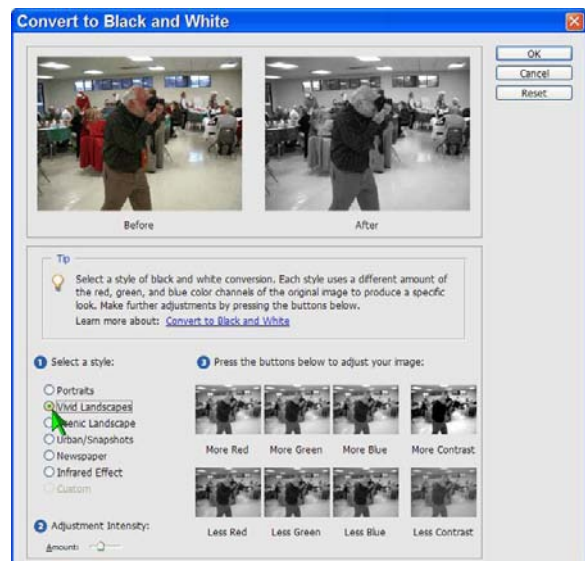 Convert to Black and White
OK
Cancel
Reset
Before
After
Tip
Select a style of black and white conversion. Each style uses a different amount of
the red, green, and blue color channels of the original image to produce a specific
look. Make further adjustments by pressing the buttons below.
Learn more about: Convert to Black and White
1 Select a style:
Portraits
Vivid Landscapes
Scenic Landscape
Urban/Snapshots
Newspaper
Infrared Effect
Custom
2 Adjustment Intensity:
Amount:
3 Press the buttons below to adjust your image:
More Red More Green More Blue More Contrast
Less Red Less Green Less Blue Less Contrast